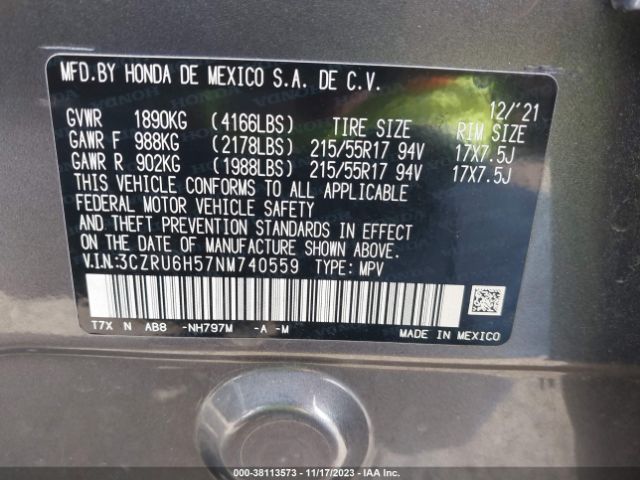 MFD.BY HONDA DE MEXICO S.A. DE C.V.
12/'21
GVWR 1890KG (4166LBS) TIRE SIZE RIM SIZE
GAWR F 988KG (2178LBS) 215/55R17 94V 17X7.5J
GAWR R 902KG (1988LBS) 215/55R17 94V 17X7.5J
THIS VEHICLE CONFORMS TO ALL APPLICABLE
FEDERAL MOTOR VEHICLE SAFETY
AND THEFT PREVENTION STANDARDS IN EFFECT
ON THE DATE OF MANUFACTURE SHOWN ABOVE.
V.I.N.:3CZRU6H57NM740559 TYPE: MPV
T7X N AB8 -NH797M -A -M
MADE IN MEXICO
000-38113573 - 11/17/2023 - IAA Inc.